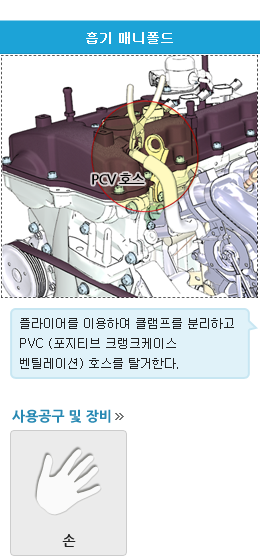 흡기 매니폴드
PCV 호스
플라이어를 이용하여 클램프를 분리하고
PVC (포지티브 크랭크케이스
벤틸레이션) 호스를 탈거한다.
사용공구 및 장비 »
손